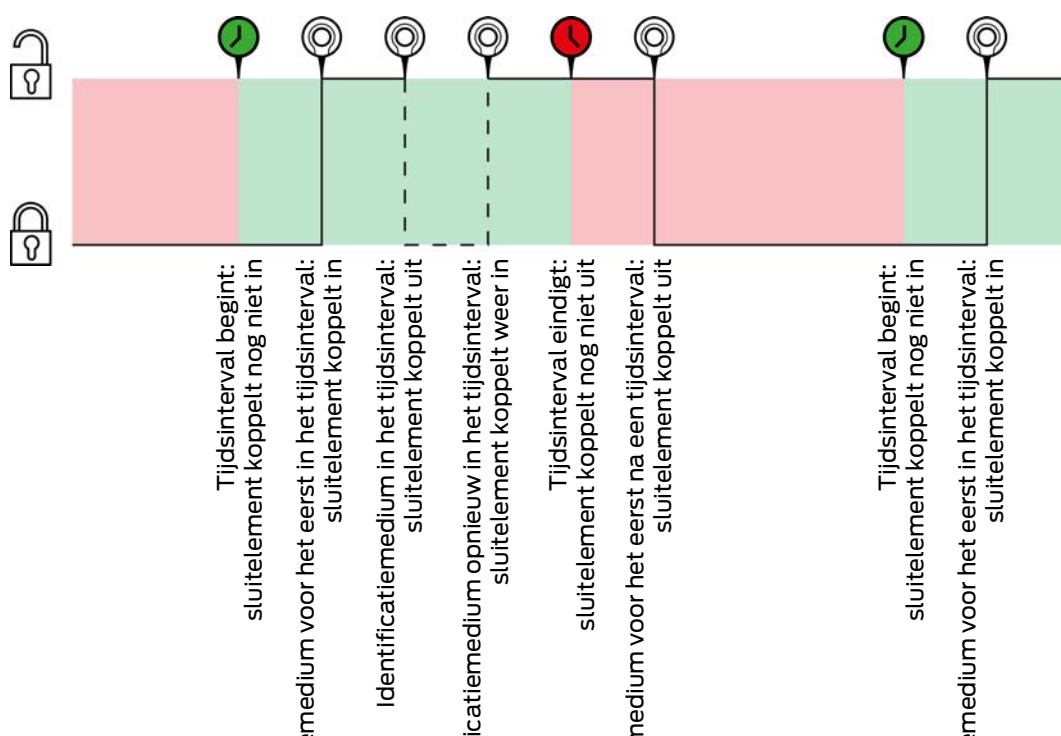 Tijdsinterval begint:
sluitelement koppelt nog niet in
emedium voor het eerst in het tijdsinterval:
sluitelement koppelt in
Identificatiemedium in het tijdsinterval:
sluitelement koppelt uit
icatiemedium opnieuw in het tijdsinterval:
sluitelement koppelt weer in
Tijdsinterval eindigt:
sluitelement koppelt nog niet uit
medium voor het eerst na een tijdsinterval:
sluitelement koppelt uit
Tijdsinterval begint:
sluitelement koppelt nog niet in
emedium voor het eerst in het tijdsinterval:
sluitelement koppelt in